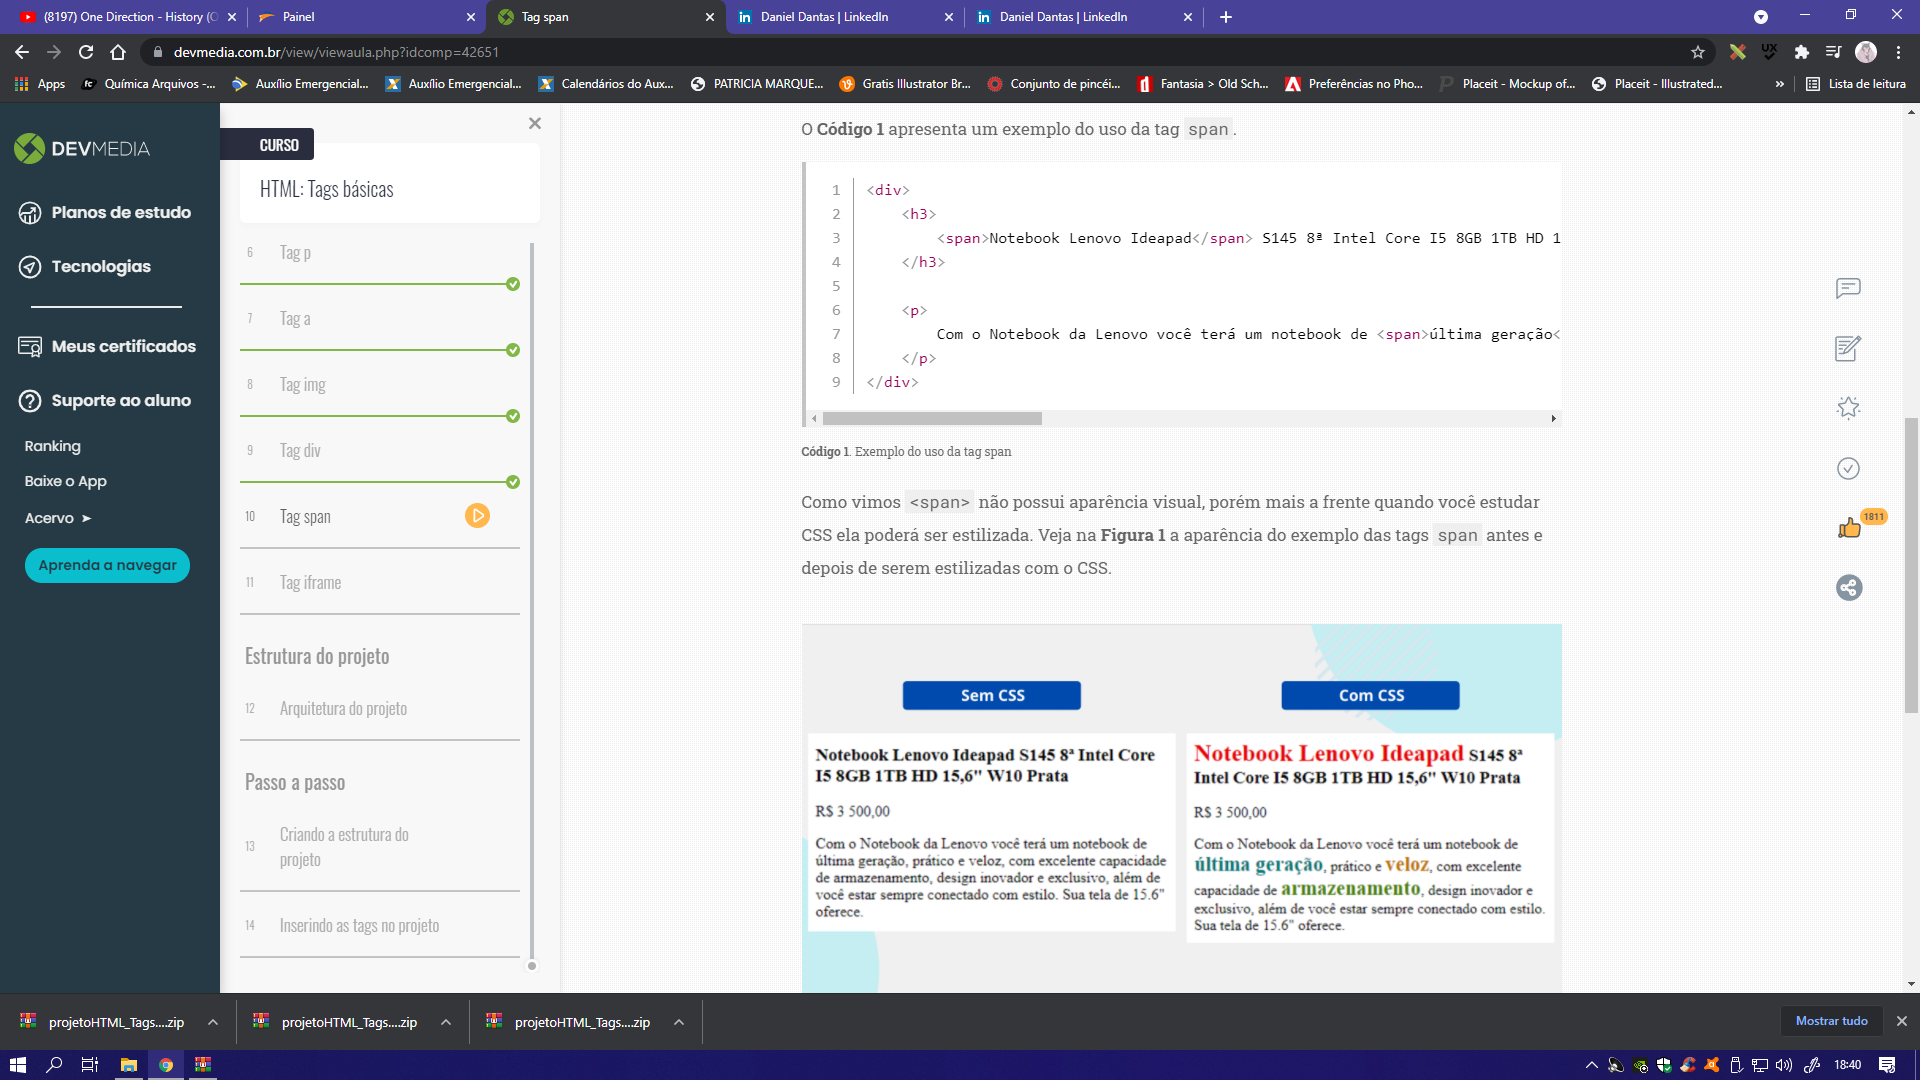 (8197) One Direction - History (O
Painel
Tag span
Daniel Dantas | LinkedIn
Daniel Dantas | LinkedIn
devmedia.com.br/view/viewaula.php?idcomp=42651
Apps
Química Arquivos -...
Auxílio Emergencial...
Auxílio Emergencial...
Calendários do Aux...
PATRICIA MARQUE...
Gratis Illustrator Br...
Conjunto de pincéi...
Fantasia > Old Sch...
Preferências no Pho...
Placeit - Mockup of...
Placeit - Illustrated...
»
Lista de leitura
DEVMEDIA
Planos de estudo
Tecnologias
Meus certificados
Suporte ao aluno
Ranking
Baixe o App
Acervo ➤
Aprenda a navegar
CURSO
HTML: Tags básicas
6 Tag p
7 Tag a
8 Tag img
9 Tag div
10 Tag span
11 Tag iframe
Estrutura do projeto
12 Arquitetura do projeto
Passo a passo
13 Criando a estrutura do
projeto
14 Inserindo as tags no projeto
O Código 1 apresenta um exemplo do uso da tag span.
1 <div>
2 <h3>
3 <span>Notebook Lenovo Ideapad</span> S145 8ª Intel Core I5 8GB 1TB HD 1
4 </h3>
5
6 <p>
7 Com o Notebook da Lenovo você terá um notebook de <span>última geração<
8 </p>
9 </div>
Código 1. Exemplo do uso da tag span
Como vimos <span> não possui aparência visual, porém mais a frente quando você estudar
CSS ela poderá ser estilizada. Veja na Figura 1 a aparência do exemplo das tags span antes e
depois de serem estilizadas com o CSS.
Sem CSS
Notebook Lenovo Ideapad S145 8ª Intel Core
I5 8GB 1TB HD 15,6" W10 Prata
R$ 3 500,00
Com o Notebook da Lenovo você terá um notebook de
última geração, prático e veloz, com excelente capacidade
de armazenamento, design inovador e exclusivo, além de
você estar sempre conectado com estilo. Sua tela de 15.6"
oferece.
Com CSS
Notebook Lenovo Ideapad S145 8ª
Intel Core I5 8GB 1TB HD 15,6" W10 Prata
R$ 3 500,00
Com o Notebook da Lenovo você terá um notebook de
última geração, prático e veloz, com excelente
capacidade de armazenamento, design inovador e
exclusivo, além de você estar sempre conectado com estilo.
Sua tela de 15.6" oferece.
1811
projetoHTML_Tags....zip
projetoHTML_Tags....zip
projetoHTML_Tags....zip
Mostrar tudo
18:40